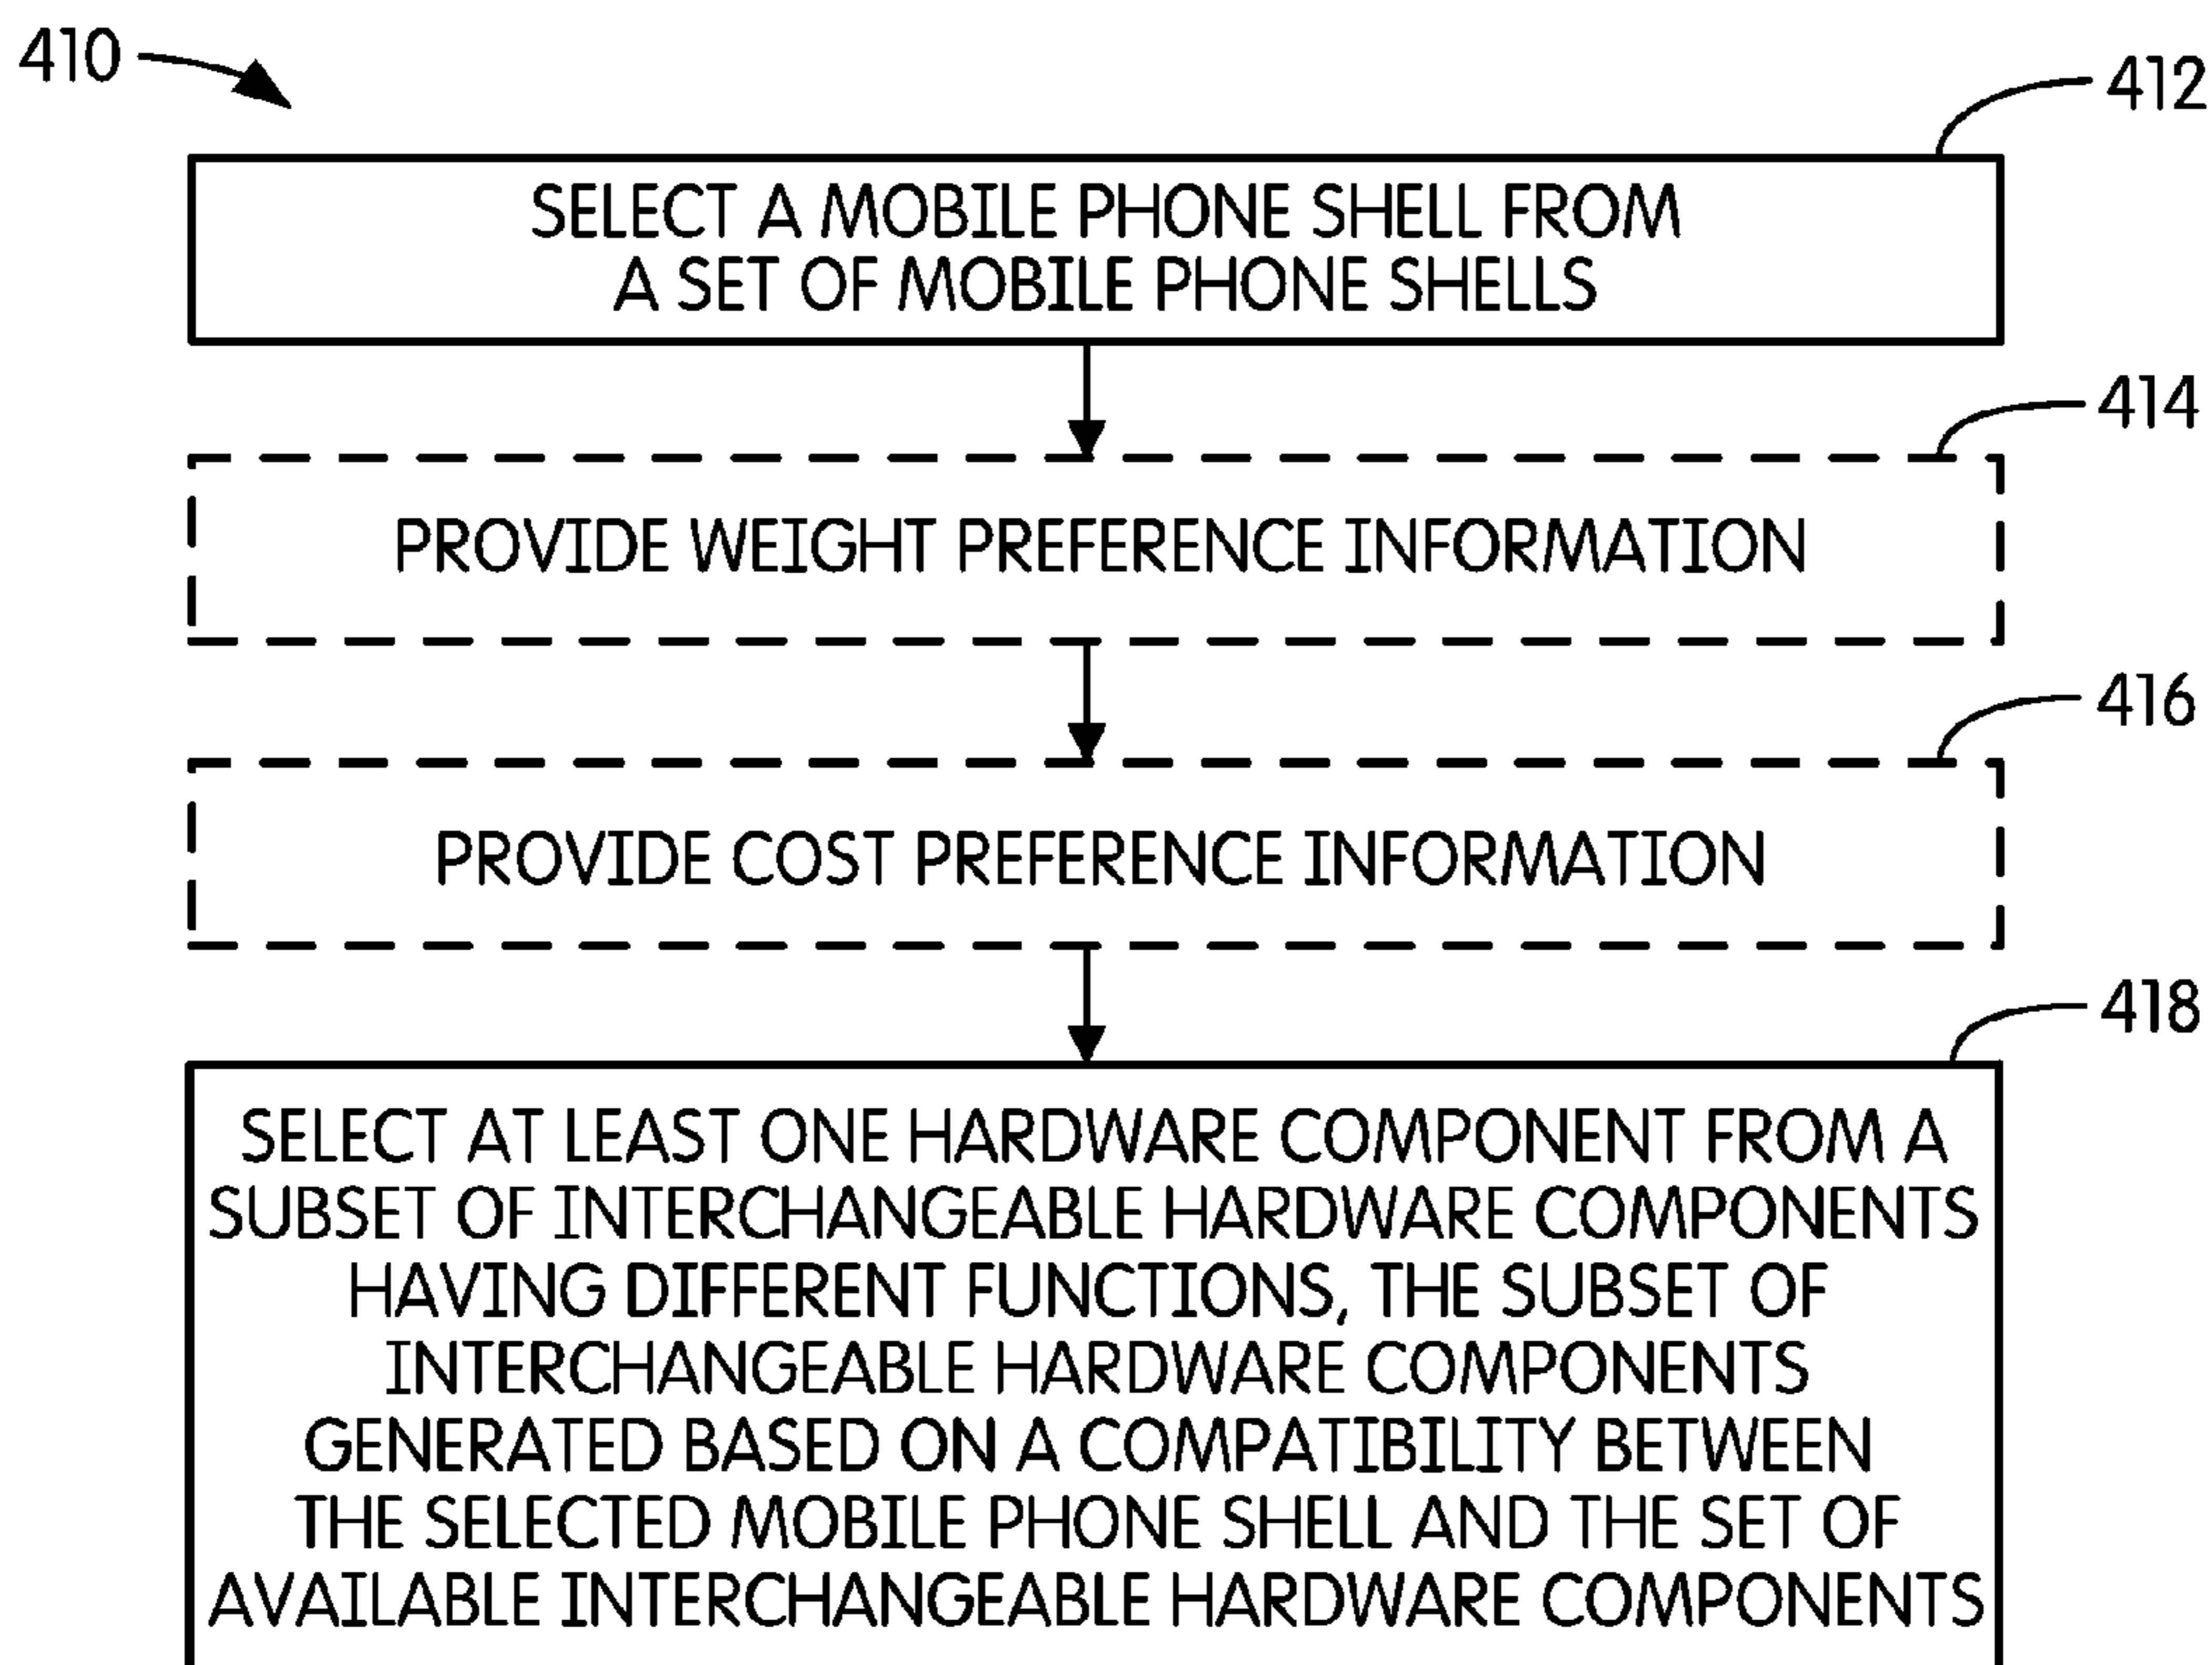 410
412
SELECT A MOBILE PHONE SHELL FROM
A SET OF MOBILE PHONE SHELLS
414
PROVIDE WEIGHT PREFERENCE INFORMATION
416
PROVIDE COST PREFERENCE INFORMATION
418
SELECT AT LEAST ONE HARDWARE COMPONENT FROM A
SUBSET OF INTERCHANGEABLE HARDWARE COMPONENTS
HAVING DIFFERENT FUNCTIONS, THE SUBSET OF
INTERCHANGEABLE HARDWARE COMPONENTS
GENERATED BASED ON A COMPATIBILITY BETWEEN
THE SELECTED MOBILE PHONE SHELL AND THE SET OF
AVAILABLE INTERCHANGEABLE HARDWARE COMPONENTS